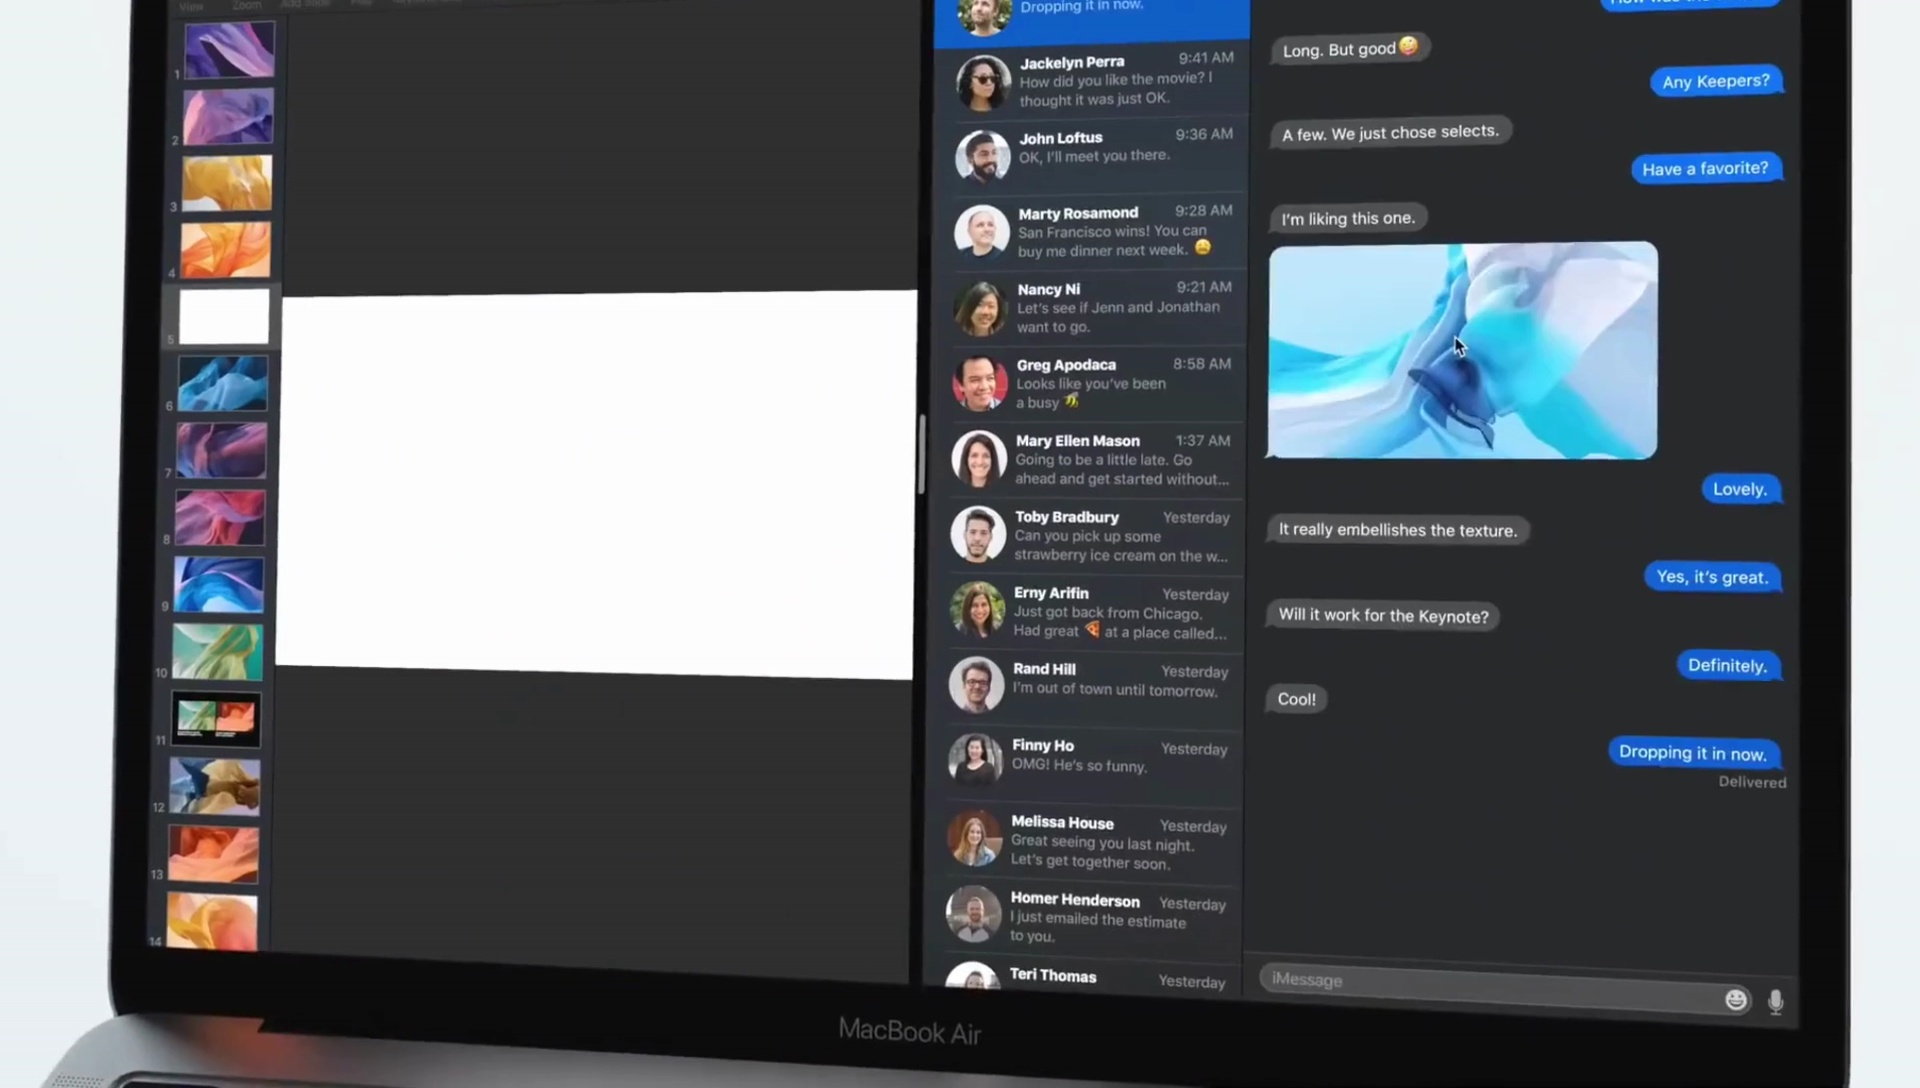 View
Zoom
Add Slide
Play
1
2
3
4
5
6
7
8
9
10
11
12
13
14
Dropping it in now.
Jackelyn Perra 9:41 AM
How did you like the movie? I
thought it was just OK.
John Loftus 9:36 AM
OK, I'll meet you there.
Marty Rosamond 9:28 AM
San Francisco wins! You can
buy me dinner next week. 😩
Nancy Ni 9:21 AM
Let's see if Jenn and Jonathan
want to go.
Greg Apodaca 8:58 AM
Looks like you've been
a busy 🐝
Mary Ellen Mason 1:37 AM
Going to be a little late. Go
ahead and get started without...
Toby Bradbury Yesterday
Can you pick up some
strawberry ice cream on the w...
Erny Arifin Yesterday
Just got back from Chicago.
Had great 🍕 at a place called...
Rand Hill Yesterday
I'm out of town until tomorrow.
Finny Ho Yesterday
OMG! He's so funny.
Melissa House Yesterday
Great seeing you last night.
Let's get together soon.
Homer Henderson Yesterday
I just emailed the estimate
to you.
Teri Thomas Yesterday
Long. But good 🤪
Any Keepers?
A few. We just chose selects.
Have a favorite?
I'm liking this one.
Lovely.
It really embellishes the texture.
Yes, it's great.
Will it work for the Keynote?
Definitely.
Cool!
Dropping it in now.
Delivered
iMessage
MacBook Air